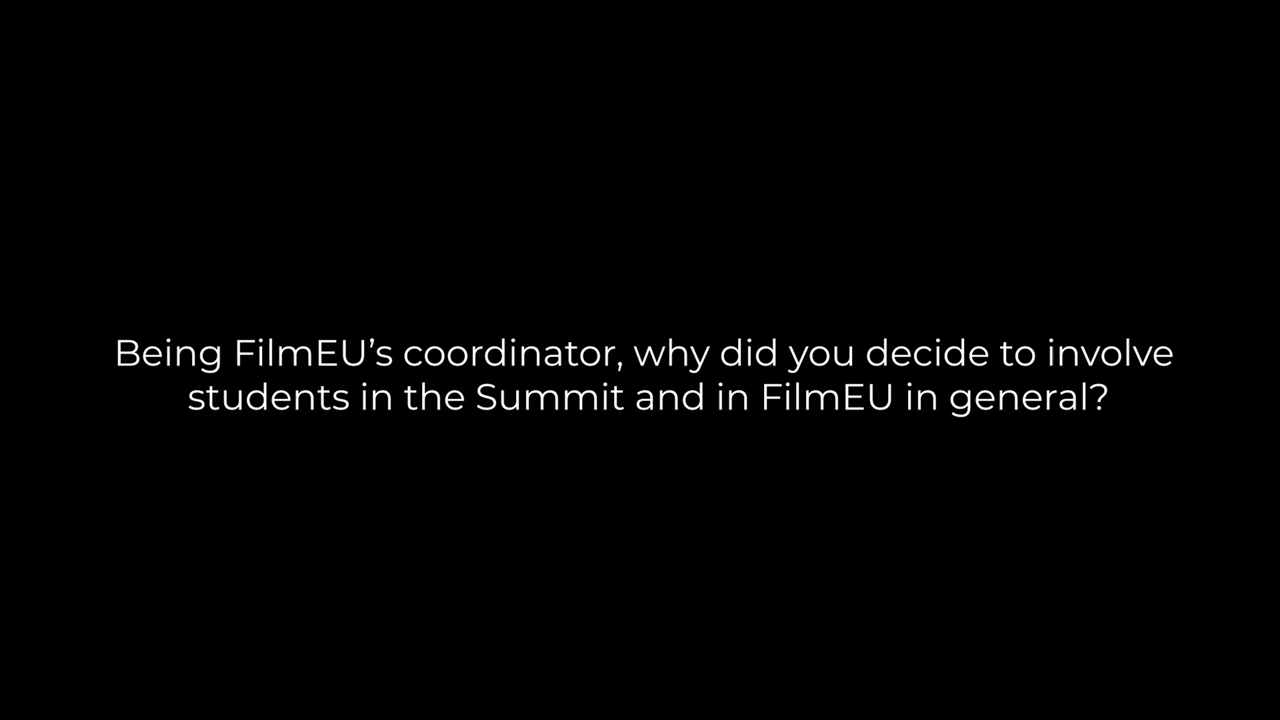 Being FilmEU’s coordinator, why did you decide to involve
students in the Summit and in FilmEU in general?